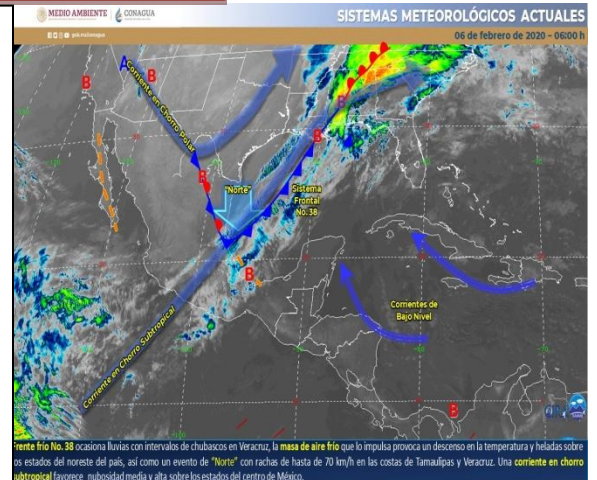 MEDIO AMBIENTE CONAGUA
SISTEMAS METEOROLÓGICOS ACTUALES
06 de febrero de 2020 – 06:00 h
A
B
B
Corriente en Chorro Polar
B
B
B
"Norte"
Sistema
Frontal
No. 38
B
Corrientes de
Bajo Nivel
Corriente en Chorro Subtropical
B
Frente frío No. 38 ocasiona lluvias con intervalos de chubascos en Veracruz, la masa de aire frío que lo impulsa provoca un descenso en la temperatura y heladas sobre
os estados del noreste del país, así como un evento de "Norte" con rachas de hasta de 70 km/h en las costas de Tamaulipas y Veracruz. Una corriente en chorro
subtropical favorece nubosidad media y alta sobre los estados del centro de México.